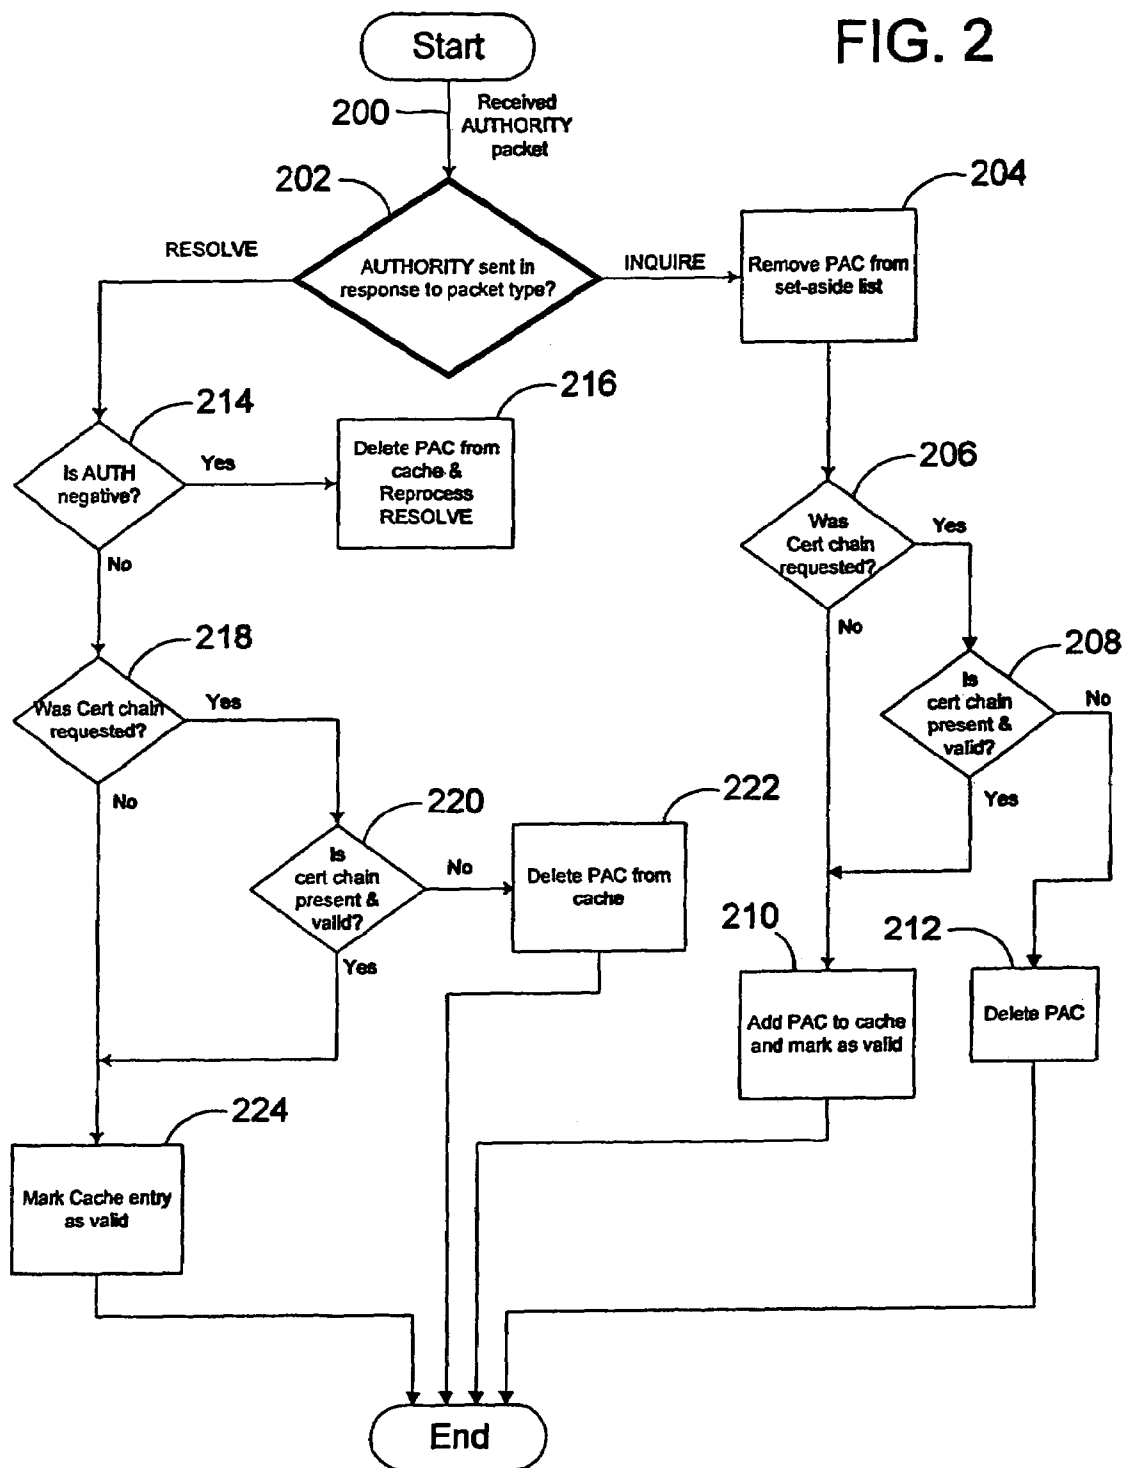 FIG. 2
Start
200
Received
AUTHORITY
packet
202
AUTHORITY sent in
response to packet type?
RESOLVE
INQUIRE
204
Remove PAC from
set-aside list
214
Is AUTH
negative?
Yes
No
216
Delete PAC from
cache &
Reprocess
RESOLVE
206
Was
Cert chain
requested?
Yes
No
208
Is
cert chain
present &
valid?
No
Yes
218
Was Cert chain
requested?
Yes
No
220
Is
cert chain
present &
valid?
No
Yes
222
Delete PAC from
cache
210
Add PAC to cache
and mark as valid
212
Delete PAC
224
Mark Cache entry
as valid
End